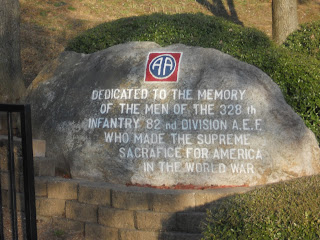 AA
DEDICATED TO THE MEMORY
OF THE MEN OF THE 328 th
INFANTRY 82 nd DIVISION A.E.F.
WHO MADE THE SUPREME
SACRAFICE FOR AMERICA
IN THE WORLD WAR